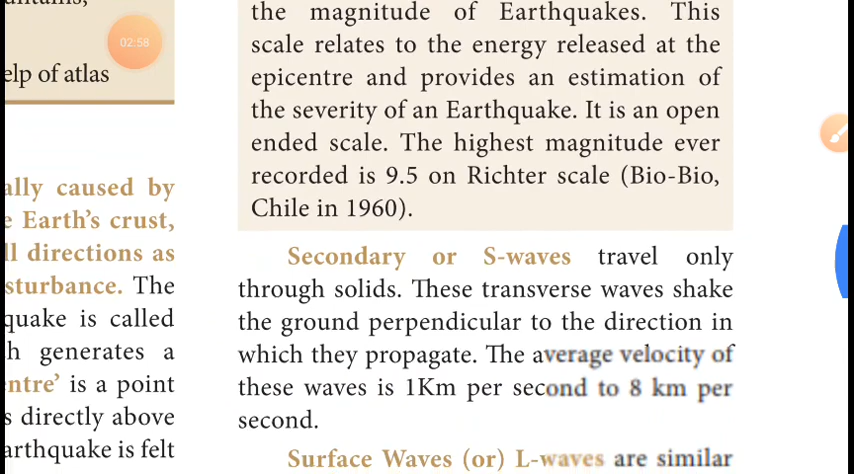 02:58
elp of atlas
ally caused by
e Earth's crust,
ll directions as
sturbance. The
quake is called
h generates a
entre' is a point
s directly above
arthquake is felt
the magnitude of Earthquakes. This
scale relates to the energy released at the
epicentre and provides an estimation of
the severity of an Earthquake. It is an open
ended scale. The highest magnitude ever
recorded is 9.5 on Richter scale (Bio-Bio,
Chile in 1960).
Secondary or S-waves travel only
through solids. These transverse waves shake
the ground perpendicular to the direction in
which they propagate. The average velocity of
these waves is 1Km per second to 8 km per
second.
Surface Waves (or) L-waves are similar